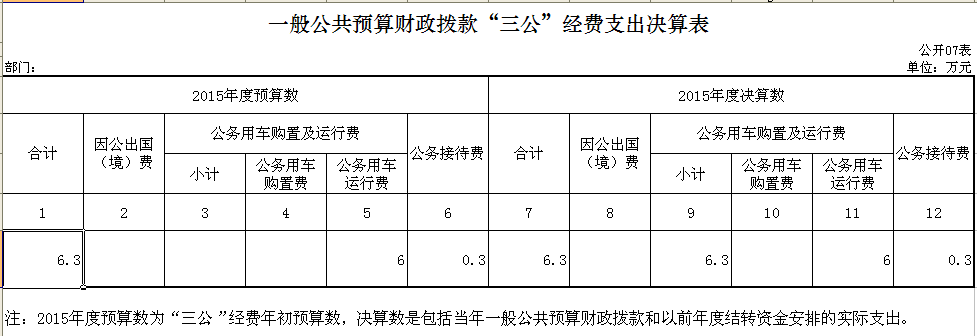 一般公共预算财政拨款“三公”经费支出决算表
公开07表
部门： 单位：万元
2015年度预算数 2015年度决算数
合计 因公出国（境）费 公务用车购置及运行费 公务接待费 合计 因公出国（境）费 公务用车购置及运行费 公务接待费
小计 公务用车购置费 公务用车运行费 小计 公务用车购置费 公务用车运行费
1 2 3 4 5 6 7 8 9 10 11 12
6.3 6 0.3 6.3 6.3 6 0.3
注：2015年度预算数为“三公”经费年初预算数，决算数是包括当年一般公共预算财政拨款和以前年度结转资金安排的实际支出。